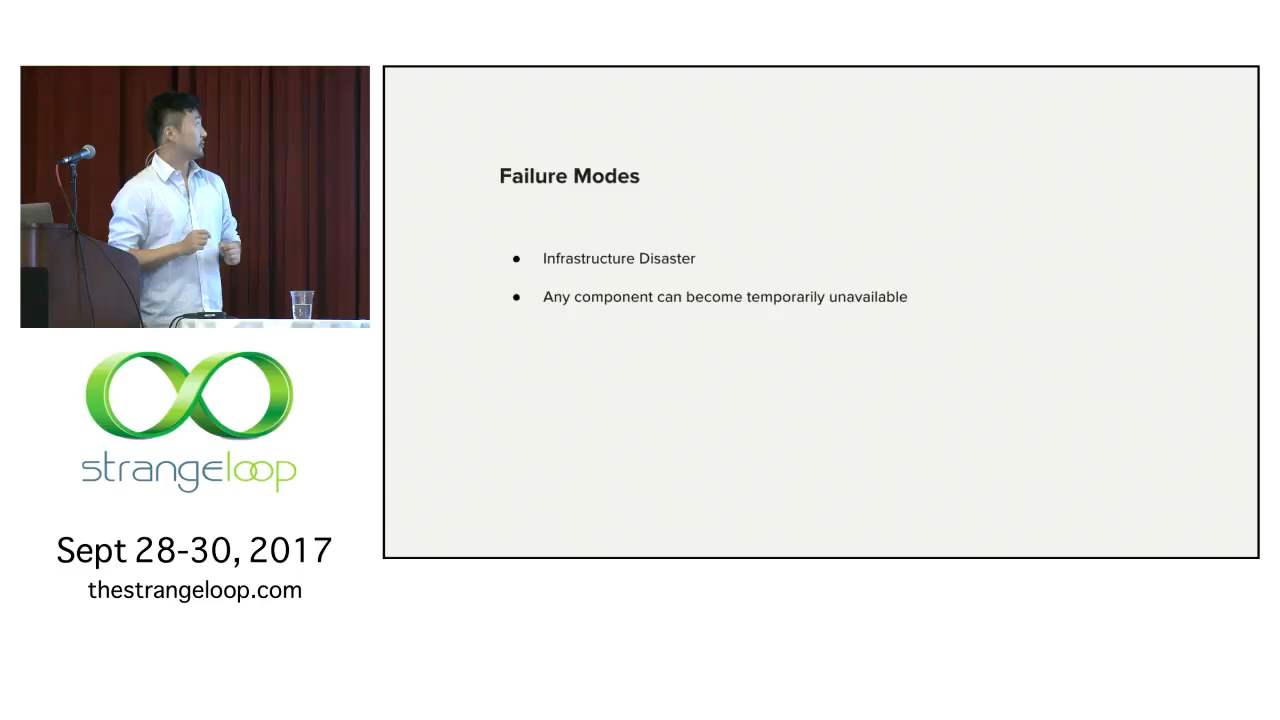 Failure Modes
● Infrastructure Disaster
● Any component can become temporarily unavailable
strangeloop
Sept 28-30, 2017
thestrangeloop.com